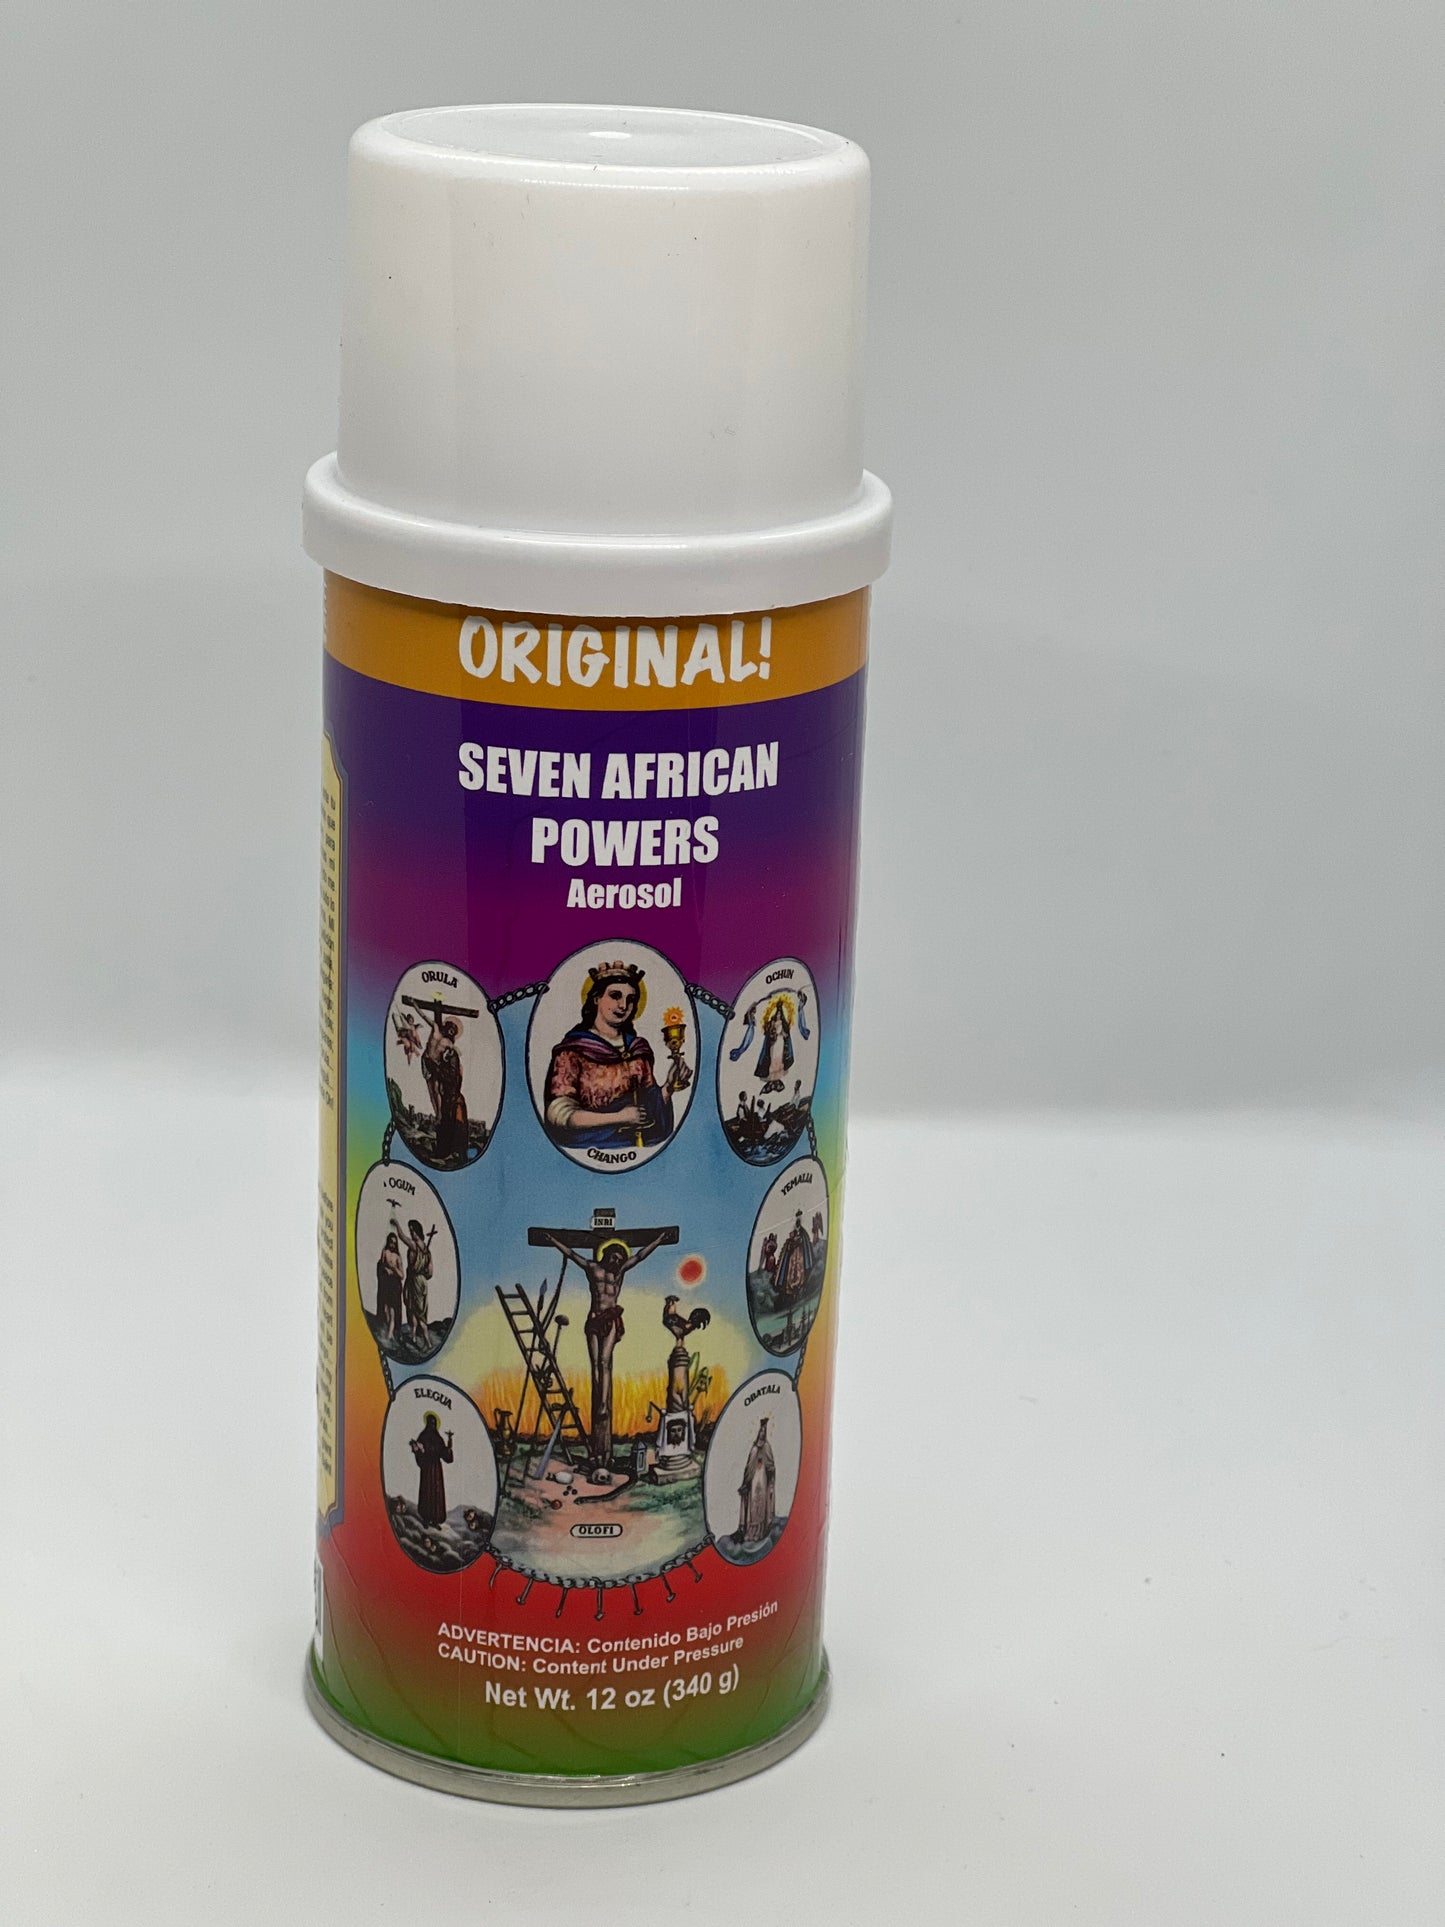 ORIGINAL!
SEVEN AFRICAN
POWERS
Aerosol
ORULA
CHANGO
OCHUN
OGUM
YEMALIA
INRI
ELEGUA
OBATALA
OLOFI
ADVERTENCIA: Contenido Bajo Presión
CAUTION: Content Under Pressure
Net Wt. 12 oz (340 g)